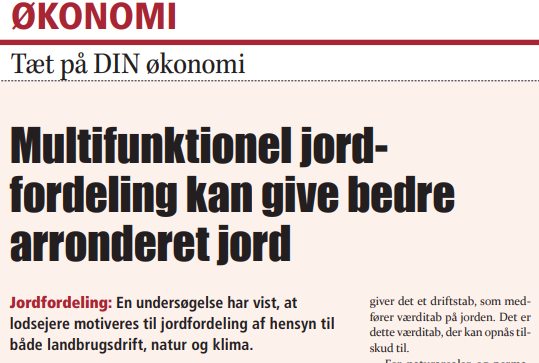 ØKONOMI
Tæt på DIN økonomi
Multifunktionel jord-
fordeling kan give bedre
arronderet jord
Jordfordeling: En undersøgelse har vist, at
lodsejere motiveres til jordfordeling af hensyn til
både landbrugsdrift, natur og klima.
giver det et driftstab, som med-
fører værditab på jorden. Det er
dette værditab, der kan opnås til-
skud til.